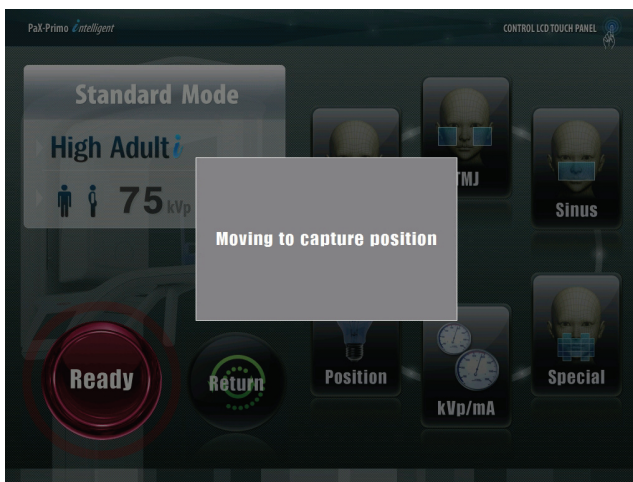 PaX-Primo intelligent
CONTROL LCD TOUCH PANEL
Standard Mode
High Adult i
75 kVp
Moving to capture position
TMJ
Sinus
Ready
Return
Position
kVp/mA
Special